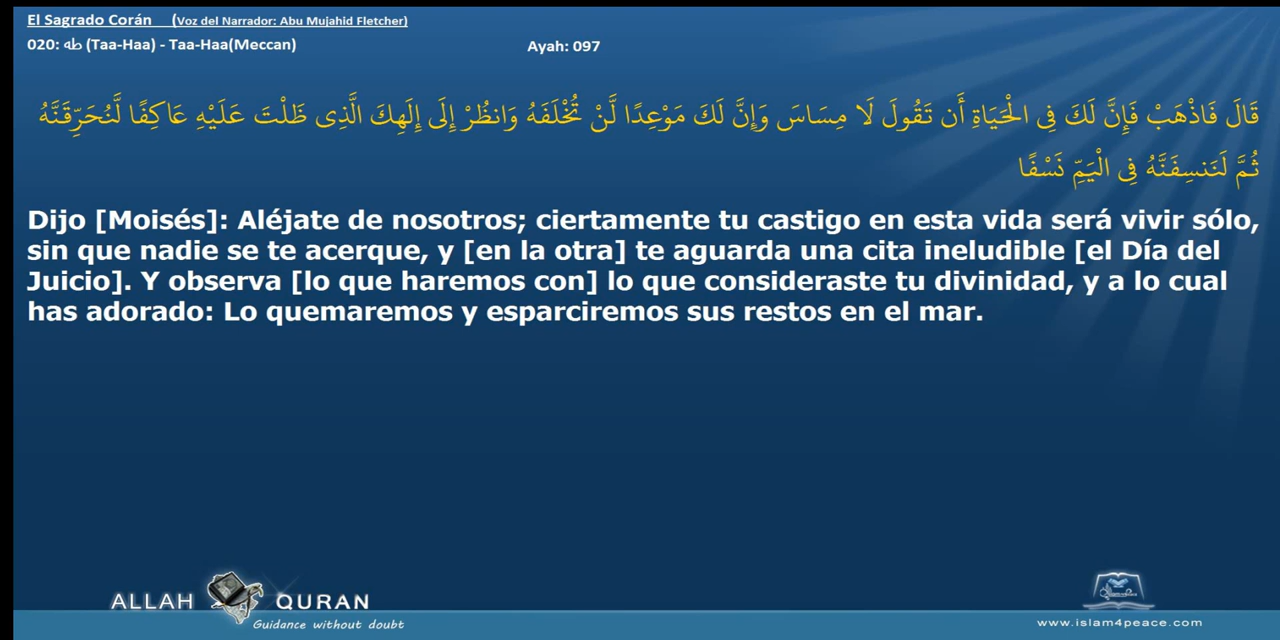 El Sagrado Corán (Voz del Narrador: Abu Mujahid Fletcher)
020: طه (Taa-Haa) - Taa-Haa(Meccan) Ayah: 097
قَالَ فَاذْهَبْ فَإِنَّ لَكَ فِي الْحَيَاةِ أَن تَقُولَ لَا مِسَاسَ وَإِنَّ لَكَ مَوْعِدًا لَّنْ تُخْلَفَهُ وَانظُرْ إِلَى إِلَهِكَ الَّذِي ظَلْتَ عَلَيْهِ عَاكِفًا لَّنُحَرِّقَنَّهُ
ثُمَّ لَنَنسِفَنَّهُ فِي الْيَمِّ نَسْفًا
Dijo [Moisés]: Aléjate de nosotros; ciertamente tu castigo en esta vida será vivir sólo,
sin que nadie se te acerque, y [en la otra] te aguarda una cita ineludible [el Día del
Juicio]. Y observa [lo que haremos con] lo que consideraste tu divinidad, y a lo cual
has adorado: Lo quemaremos y esparciremos sus restos en el mar.
ALLAH QURAN
Guidance without doubt
www.islam4peace.com